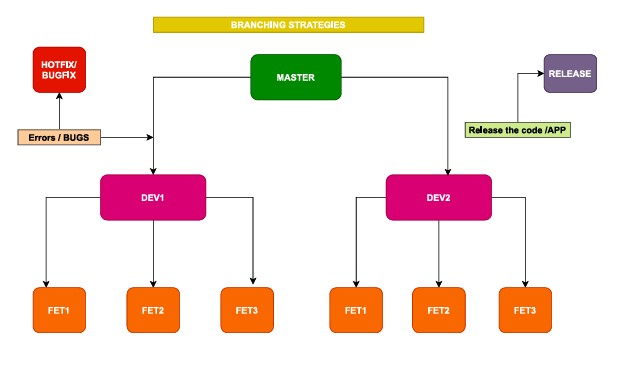 BRANCHING STRATEGIES
HOTFIX/
BUGFIX
MASTER
RELEASE
Errors / BUGS
Release the code /APP
DEV1
DEV2
FET1
FET2
FET3
FET1
FET2
FET3